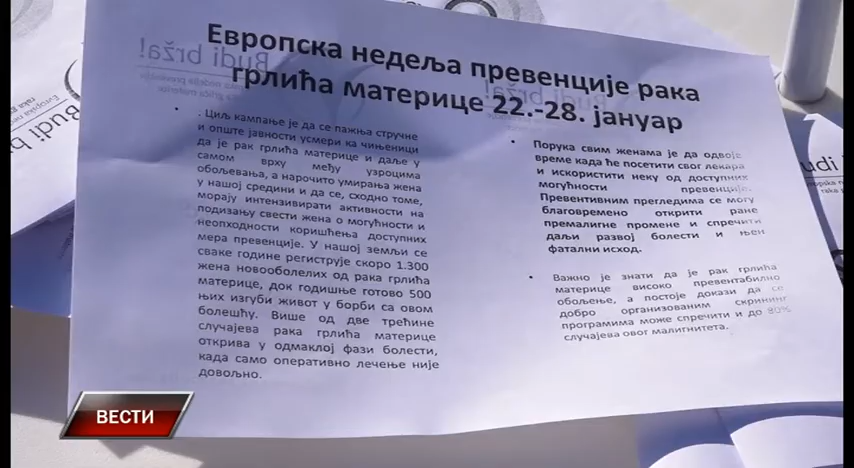 Европска недеља превенције рака
грлића материце 22.-28. јануар
. Циљ кампање је да се пажња стручне
и опште јавности усмери ка чињеници
да је рак грлића материце и даље у
самом врху међу узроцима
обољевања, а нарочито умирања жена
у нашој средини и да се, сходно томе,
морају интензивирати активности на
подизању свести жена о могућности и
неопходности коришћења доступних
мера превенције. У нашој земљи се
сваке године региструје скоро 1.300
жена новооболелих од рака грлића
материце, док годишње готово 500
њих изгуби живот у борби са овом
болешћу. Више од две трећине
случајева рака грлића материце
открива у одмаклој фази болести,
када само оперативно лечење није
довољно.
Порука свим женама је да одвоје
време када ће посетити свог лекара
и искористити неку од доступних
могућности превенције.
Превентивним прегледима се могу
благовремено открити ране
премалигне промене и спречити
даљи развој болести и њен
фатални исход.
Важно је знати да је рак грлића
материце високо превентабилно
обољење, а постоје докази да се
добро организованим скрининг
програмима може спречити и до 80%
случајева овог малигнитета.
Budi brža!
Budi b
udi b
ВЕСТИ